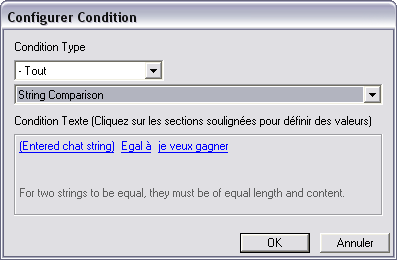 Configurer Condition
Condition Type
- Tout
String Comparison
Condition Texte (Cliquez sur les sections soulignées pour définir des valeurs)
(Entered chat string) Egal à je veux gagner
For two strings to be equal, they must be of equal length and content.
OK Annuler